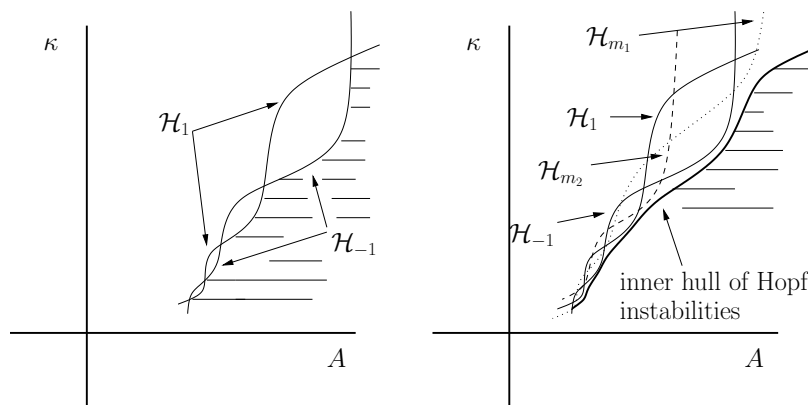 κ
ℋ₁
ℋ₋₁
A
κ
ℋₘ₁
ℋ₁
ℋₘ₂
ℋ₋₁
inner hull of Hopf
instabilities
A